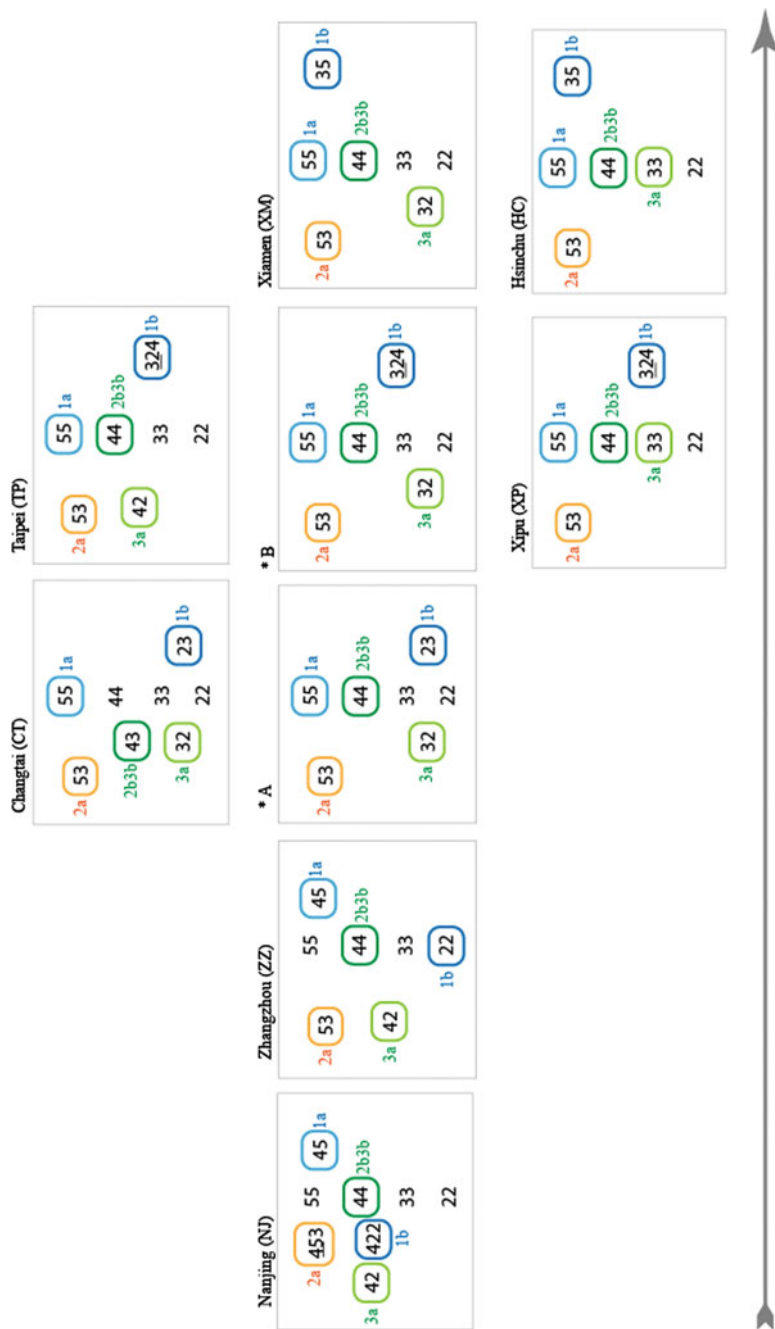 Changtai (CT)
2a 53
55 1a
2b3b 43
44
3a 32
33
23 1b
22
Taipei (TP)
2a 53
55 1a
3a 42
44 2b3b
33
324 1b
22
Nanjing (NJ)
2a 453
55
45 1a
3a 42
422 1b
44 2b3b
33
22
Zhangzhou (ZZ)
2a 53
55
45 1a
3a 42
44 2b3b
33
1b 22
* A
2a 53
55 1a
44 2b3b
3a 32
33
23 1b
22
* B
2a 53
55 1a
44 2b3b
3a 32
33
324 1b
22
Xiamen (XM)
2a 53
55 1a
35 1b
44 2b3b
3a 32
33
22
Xipu (XP)
2a 53
55 1a
44 2b3b
3a 33
324 1b
22
Hsinchu (HC)
2a 53
55 1a
35 1b
44 2b3b
3a 33
22